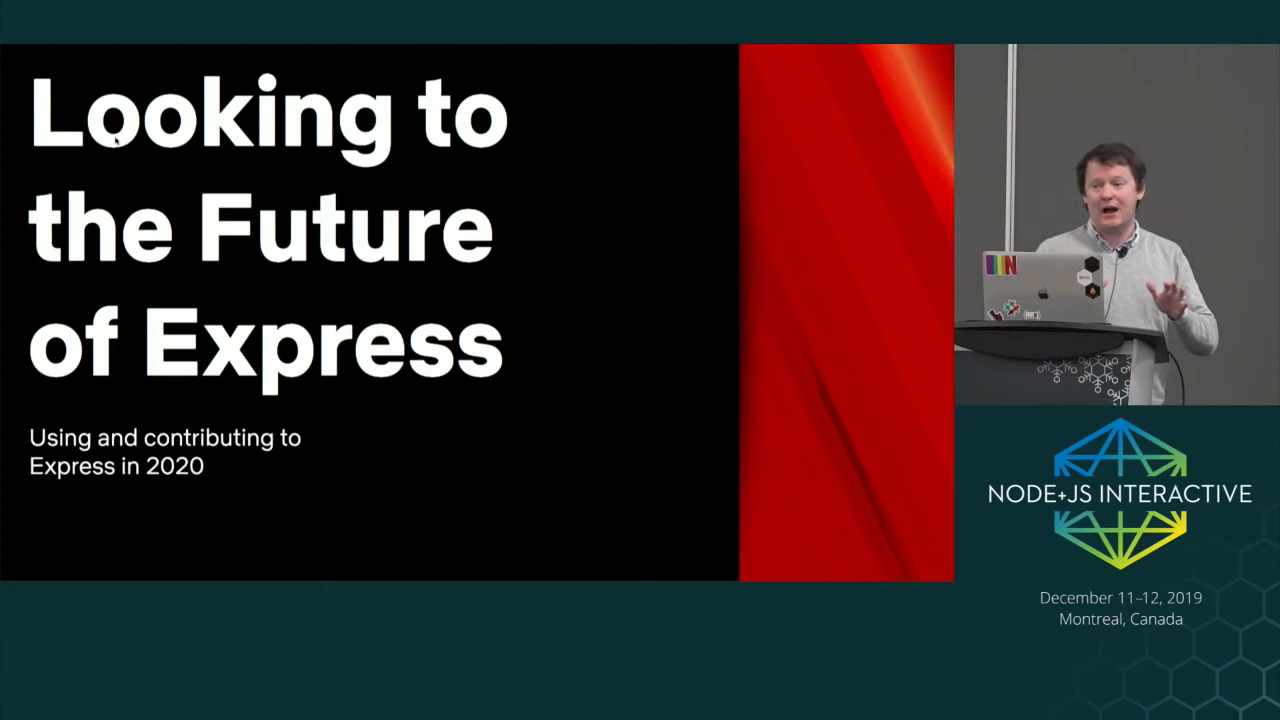 Looking to
the Future
of Express
Using and contributing to
Express in 2020
NODE+JS INTERACTIVE
December 11–12, 2019
Montreal, Canada